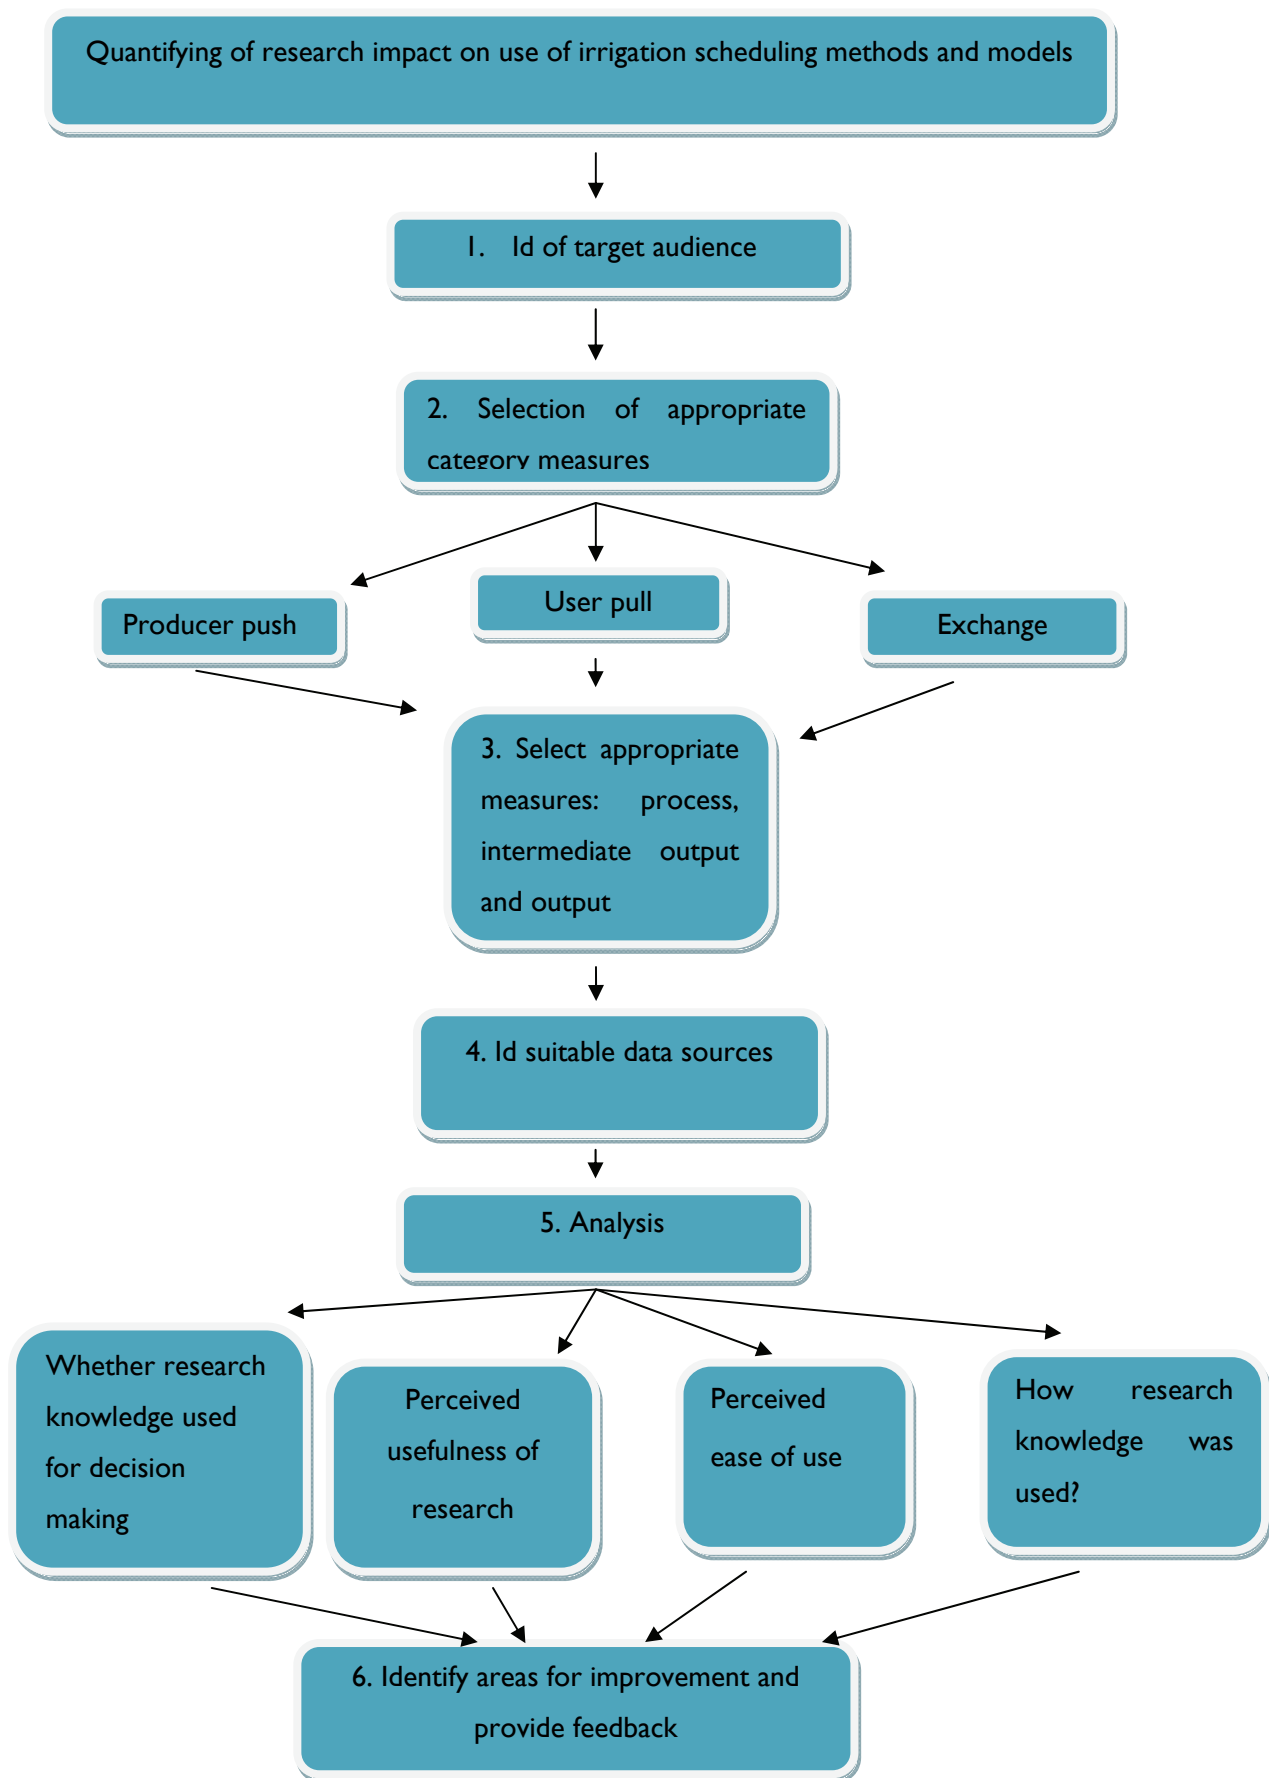 Quantifying of research impact on use of irrigation scheduling methods and models
1. Id of target audience
2. Selection of appropriate
category measures
Producer push
User pull
Exchange
3. Select appropriate
measures: process,
intermediate output
and output
4. Id suitable data sources
5. Analysis
Whether research
knowledge used
for decision
making
Perceived
usefulness of
research
Perceived
ease of use
How research
knowledge was
used?
6. Identify areas for improvement and
provide feedback